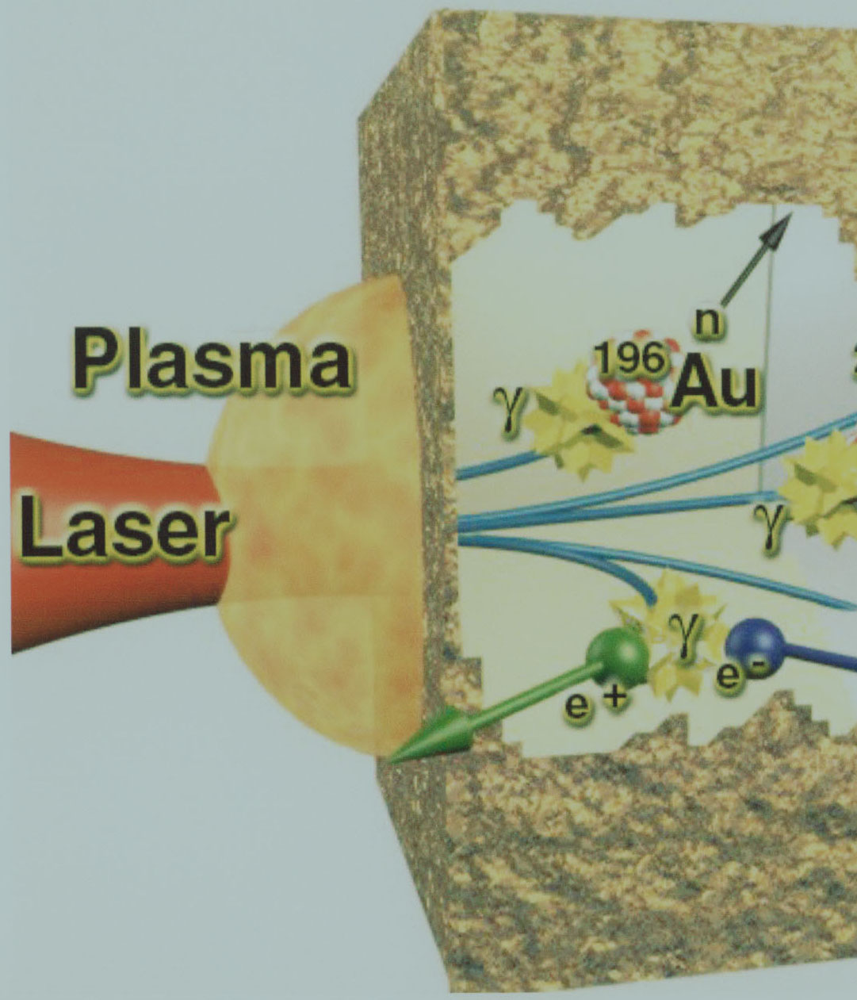 Plasma
Laser
n
196Au
γ
γ
γ
e+
e-